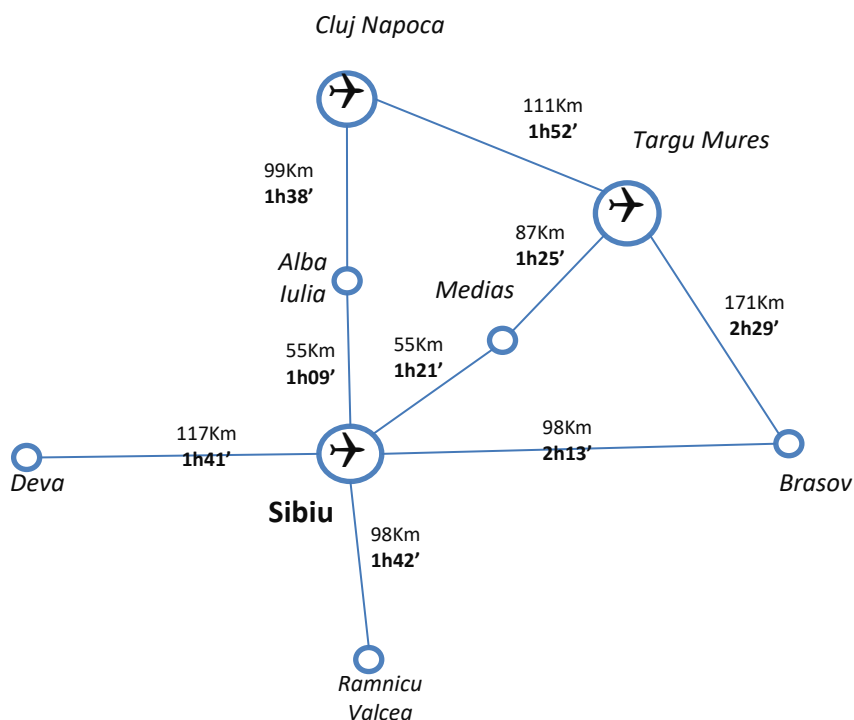 Cluj Napoca
111Km
1h52’
Targu Mures
99Km
1h38’
87Km
1h25’
Alba
Iulia
Medias
171Km
2h29’
55Km
1h09’
55Km
1h21’
117Km
1h41’
98Km
2h13’
Deva
Brasov
Sibiu
98Km
1h42’
Ramnicu
Valcea